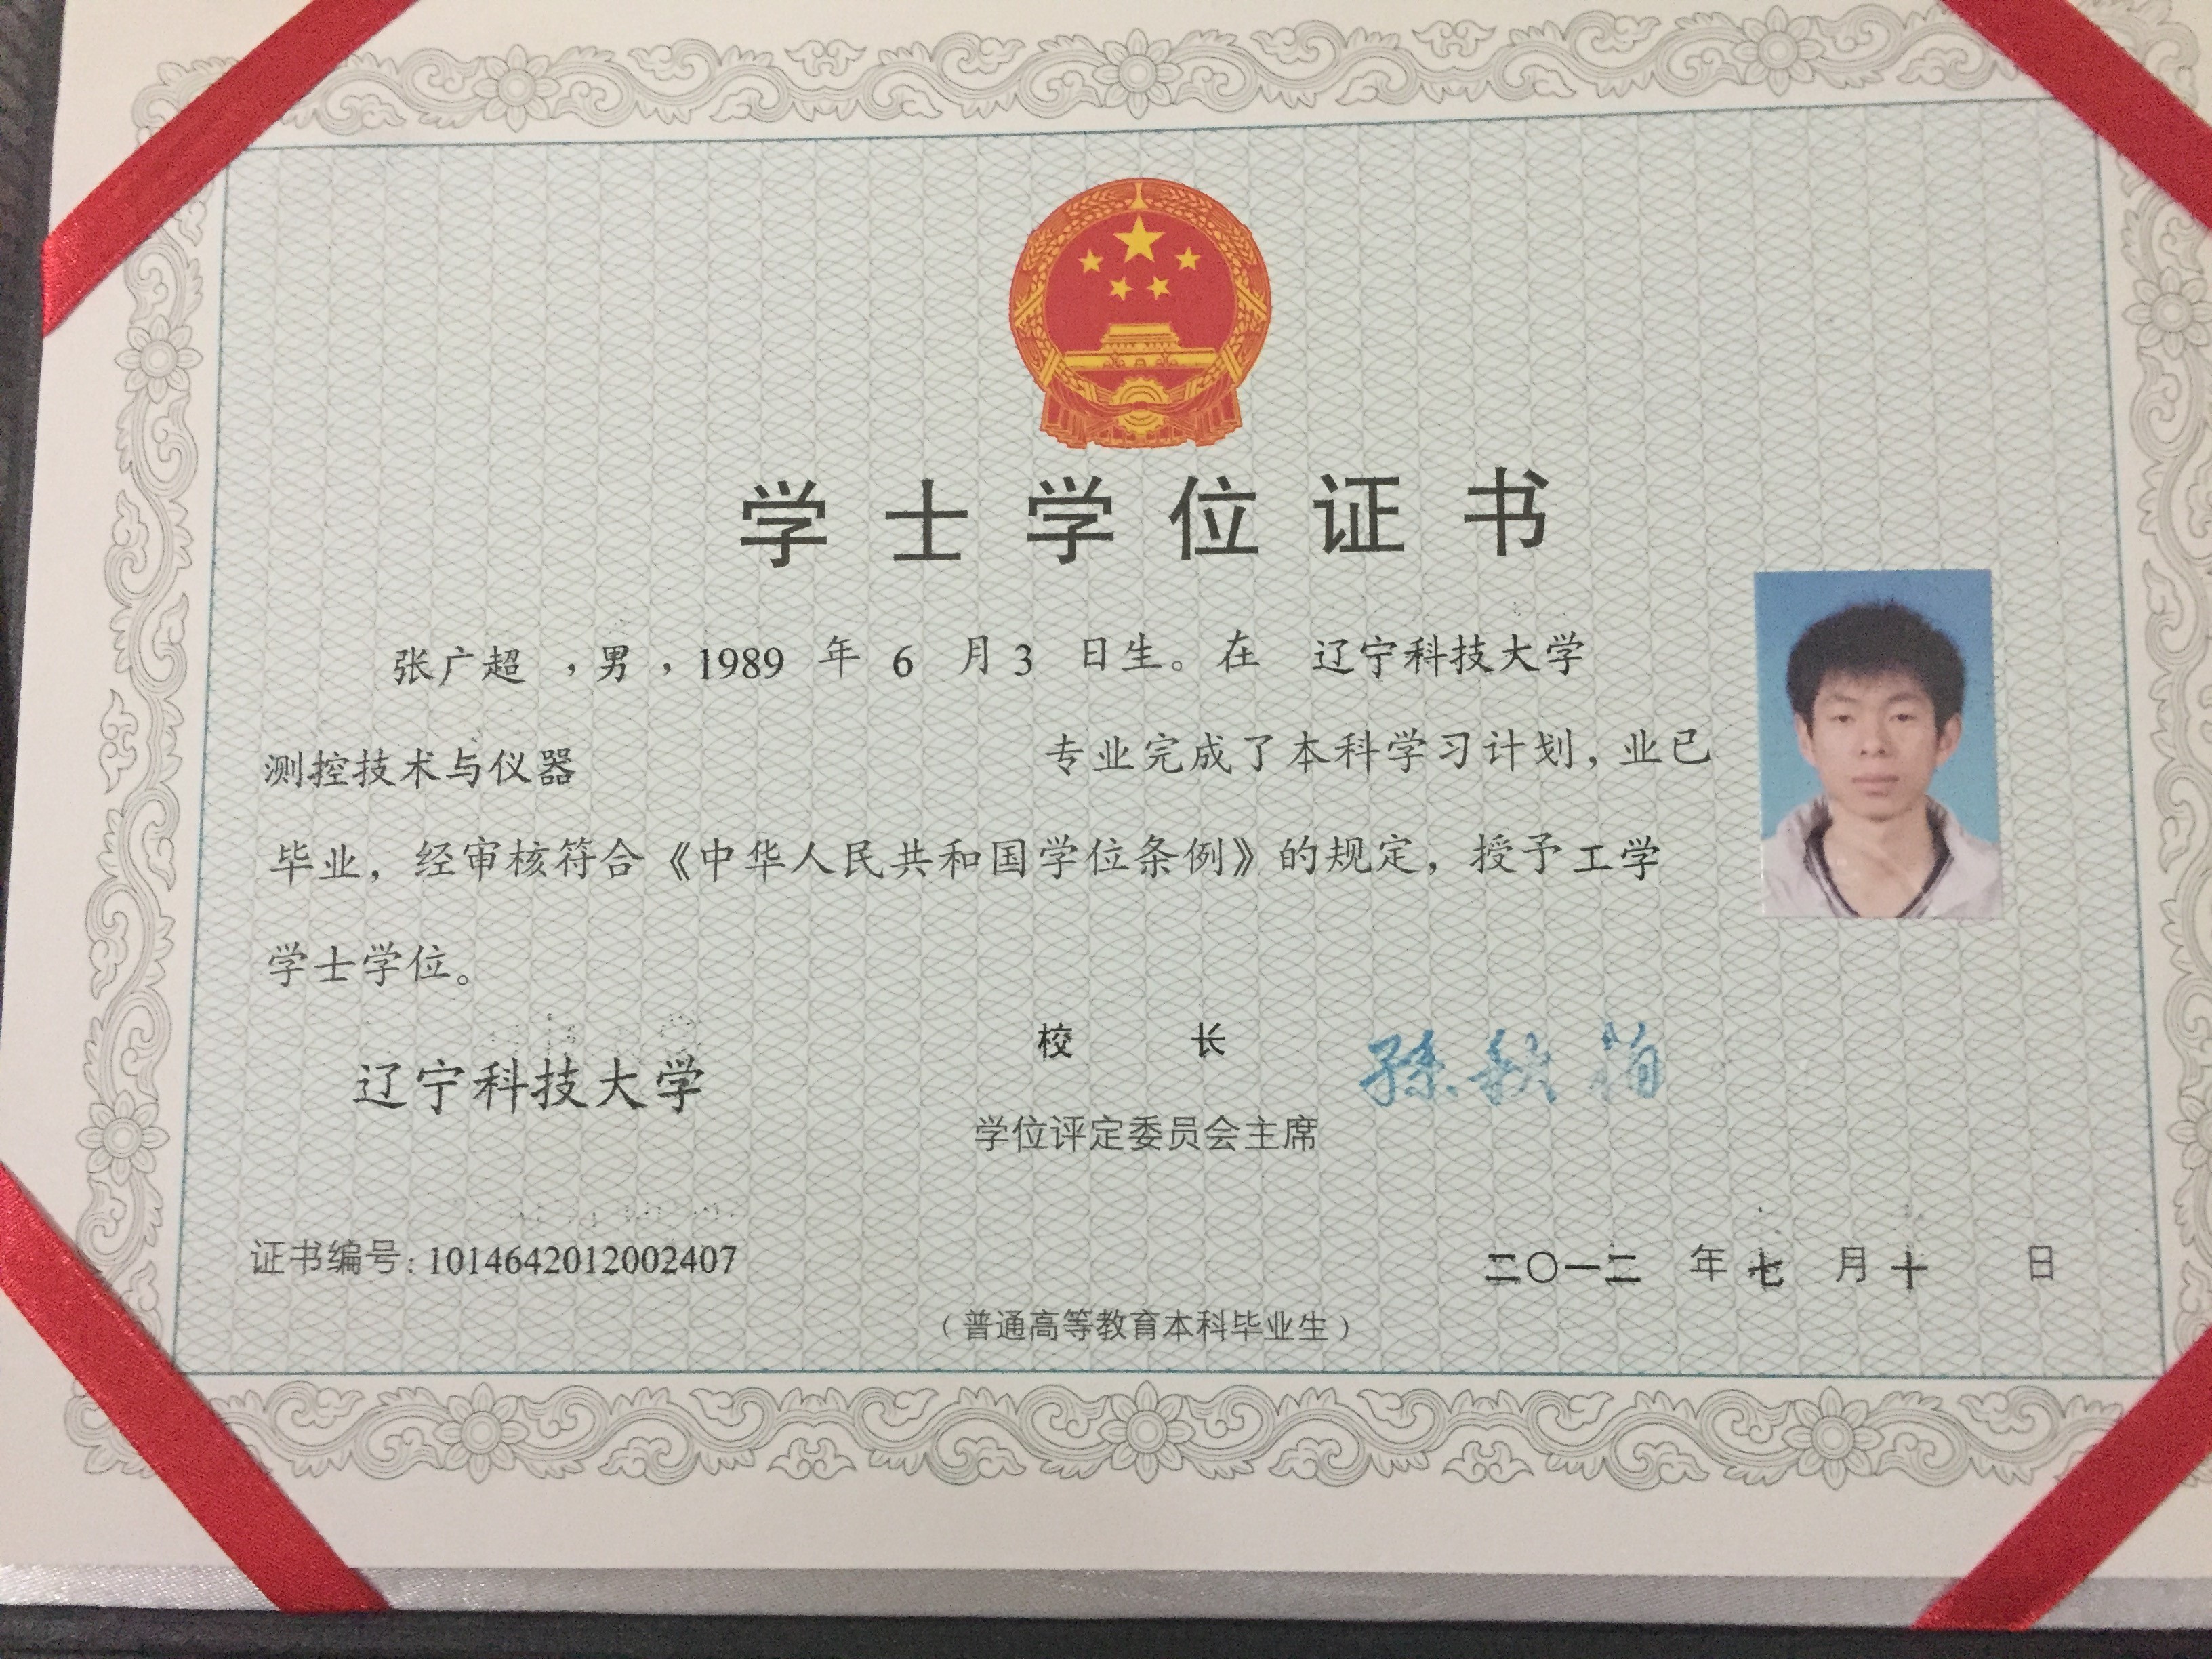 学士学位证书
张广超 ，男，1989 年 6 月 3 日生。在 辽宁科技大学
测控技术与仪器 专业完成了本科学习计划，业已
毕业，经审核符合《中华人民共和国学位条例》的规定，授予工学
学士学位。
辽宁科技大学
校 长 孫秋柏
学位评定委员会主席
证书编号：1014642012002407
二〇一二 年 七 月 十 日
（普通高等教育本科毕业生）